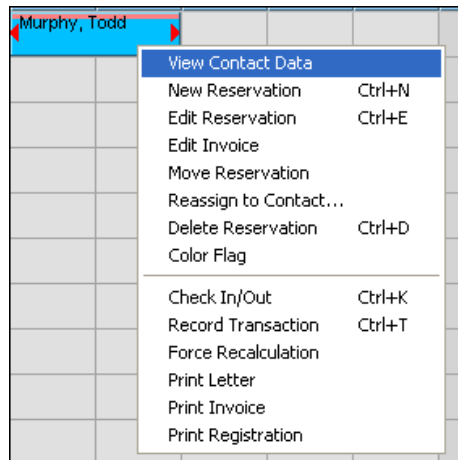 Murphy, Todd
View Contact Data
New Reservation Ctrl+N
Edit Reservation Ctrl+E
Edit Invoice
Move Reservation
Reassign to Contact...
Delete Reservation Ctrl+D
Color Flag
Check In/Out Ctrl+K
Record Transaction Ctrl+T
Force Recalculation
Print Letter
Print Invoice
Print Registration